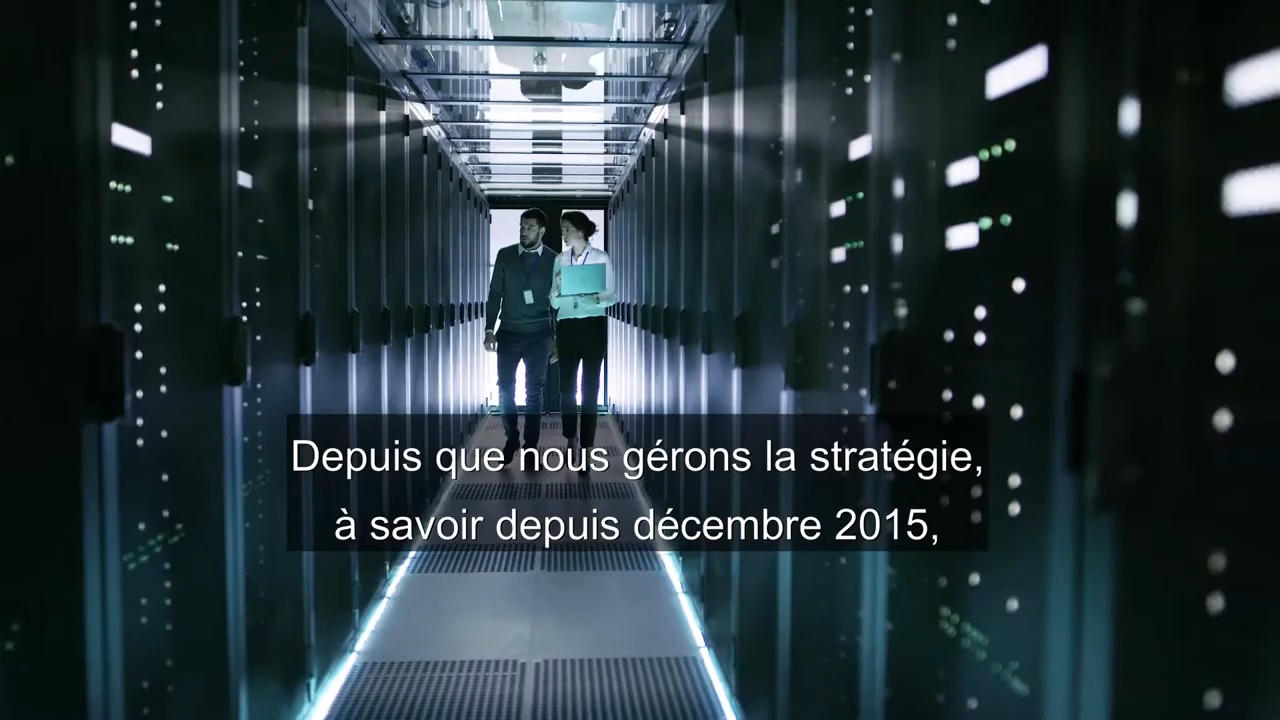 Depuis que nous gérons la stratégie,
à savoir depuis décembre 2015,